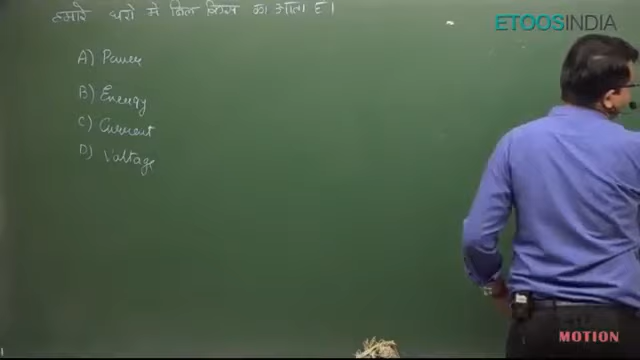 हमारे घरो मे बिल किस का आता है।
ETOOSINDIA
A) Power
B) Energy
C) Current
D) Voltage
MOTION